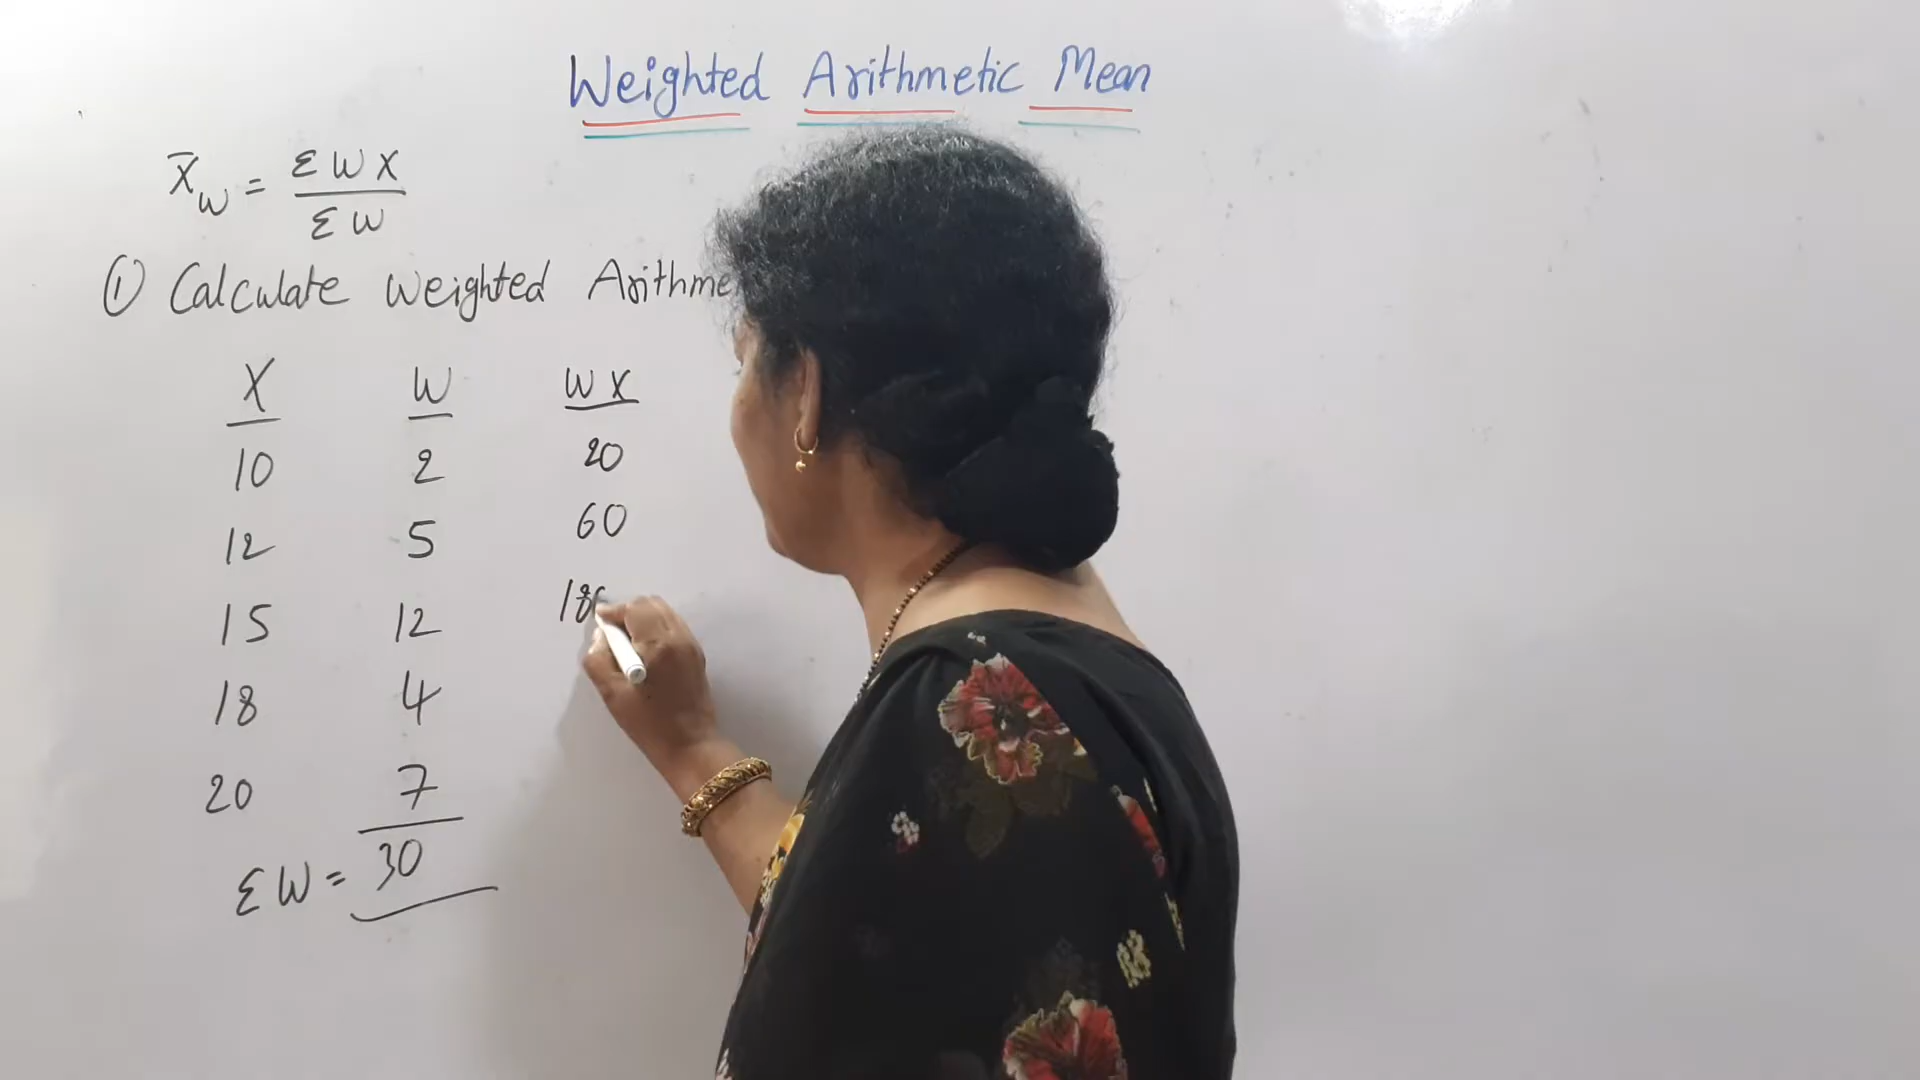 Weighted Arithmetic Mean
X̄w = ΣWX / ΣW
① Calculate Weighted Arithme
X W WX
10 2 20
12 5 60
15 12 18
18 4
20 7
ΣW = 30